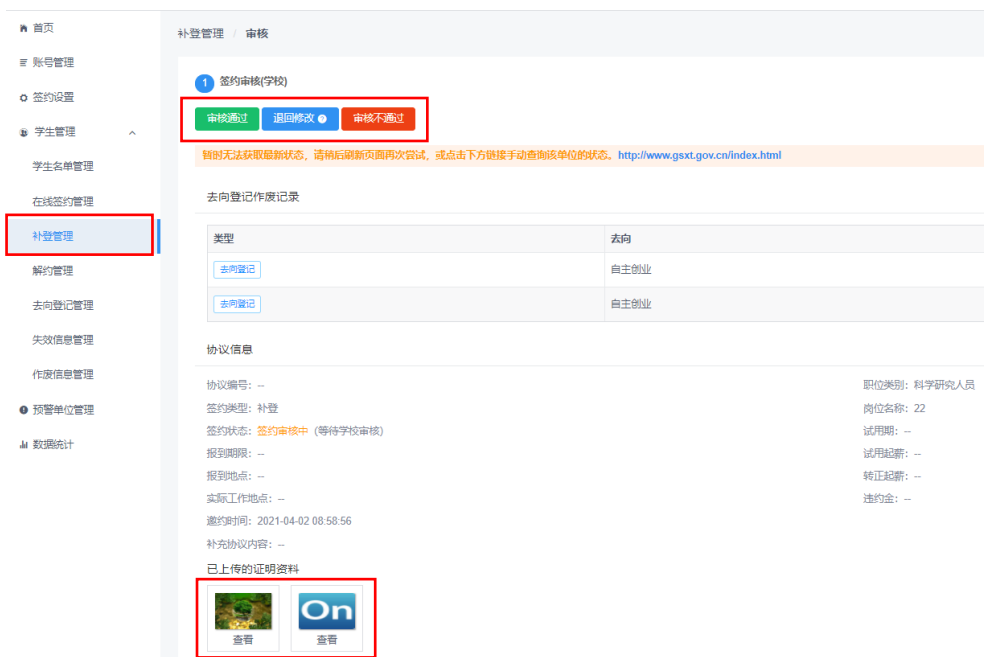 首页
账号管理
签约设置
学生管理
学生名单管理
在线签约管理
补登管理
解约管理
去向登记管理
失效信息管理
作废信息管理
预警单位管理
数据统计
补登管理 / 审核
1 签约审核(学校)
审核通过 退回修改 审核不通过
暂时无法获取最新状态，请稍后刷新页面再次尝试，或点击下方链接手动查询该单位的状态。http://www.gsxt.gov.cn/index.html
去向登记作废记录
类型 去向
去向登记 自主创业
去向登记 自主创业
协议信息
协议编号：-- 职位类别：科学研究人员
签约类型：补登 岗位名称：22
签约状态：签约审核中（等待学校审核） 试用期：--
报到期限：-- 试用起薪：--
报到地点：-- 转正起薪：--
实际工作地点：-- 违约金：--
邀约时间：2021-04-02 08:58:56
补充协议内容：--
已上传的证明资料
On
查看 查看